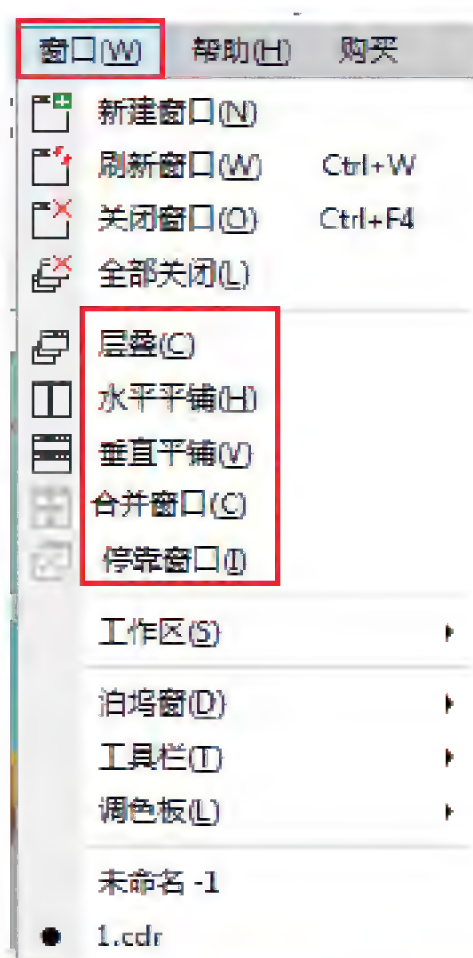 窗口(W) 帮助(H) 购买
新建窗口(N)
刷新窗口(W) Ctrl+W
关闭窗口(O) Ctrl+F4
全部关闭(L)
层叠(C)
水平平铺(H)
垂直平铺(V)
合并窗口(C)
停靠窗口(I)
工作区(S)
泊坞窗(D)
工具栏(T)
调色板(L)
未命名 -1
1.cdr